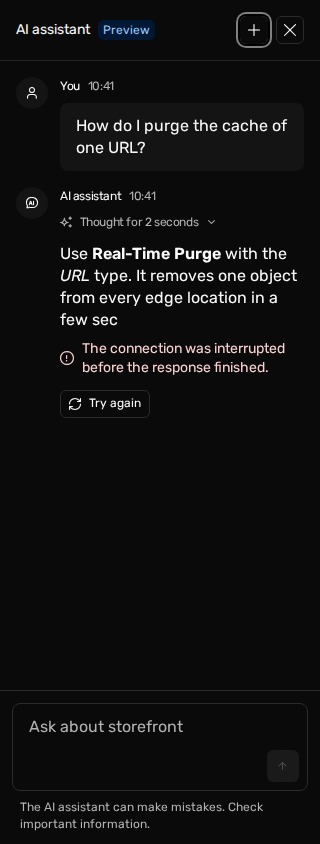 AI assistant Preview
You 10:41
How do I purge the cache of
one URL?
AI
AI assistant 10:41
Thought for 2 seconds
Use Real-Time Purge with the
URL type. It removes one object
from every edge location in a
few sec
The connection was interrupted
before the response finished.
Try again
Ask about storefront
The AI assistant can make mistakes. Check
important information.